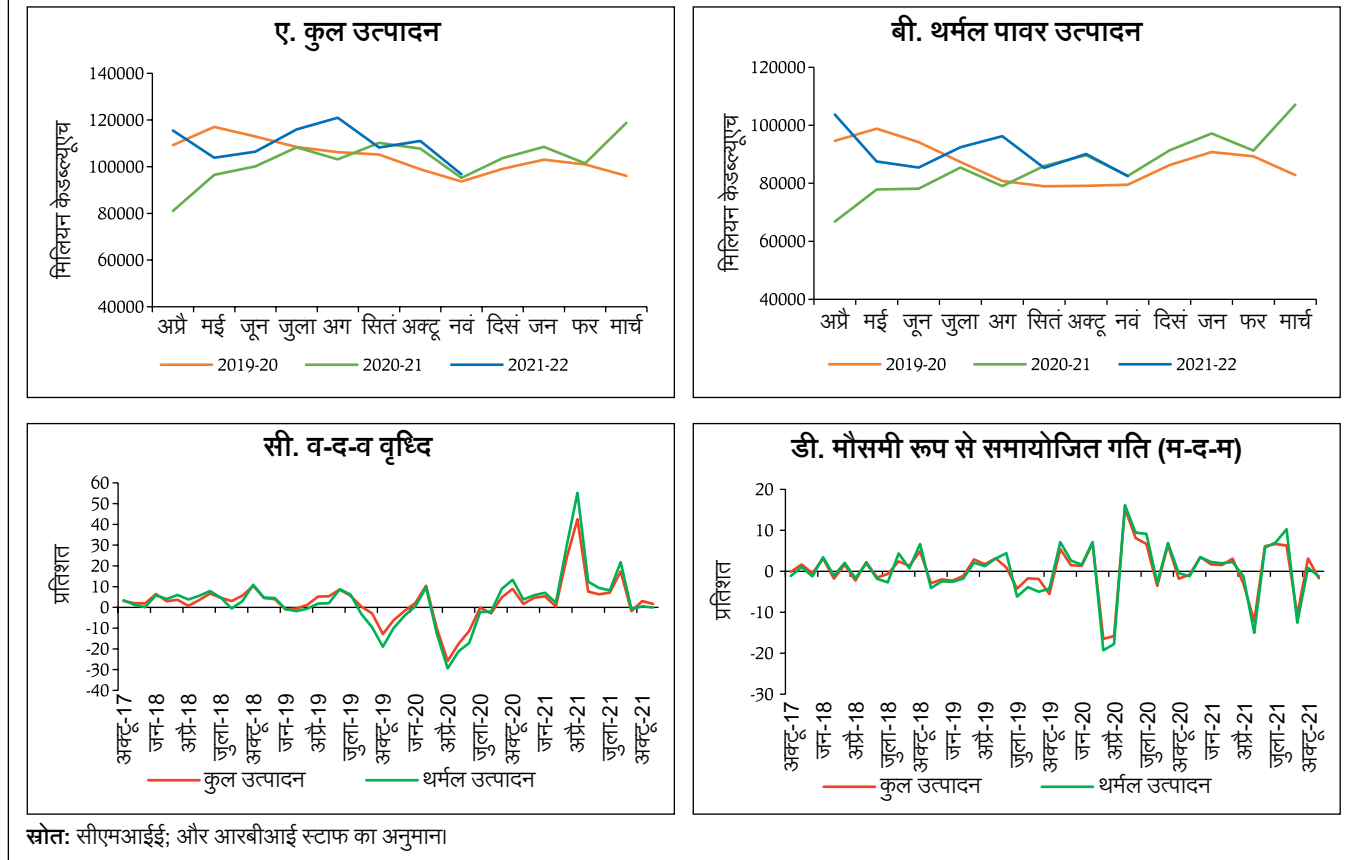 ए. कुल उत्पादन
मिलियन केडब्ल्यूएच
140000
120000
100000
80000
60000
40000
अप्रै मई जून जुला अग सितं अक्टू नवं दिसं जन फर मार्च
2019-20 2020-21 2021-22
बी. थर्मल पावर उत्पादन
मिलियन केडब्ल्यूएच
120000
100000
80000
60000
40000
अप्रै मई जून जुला अग सितं अक्टू नवं दिसं जन फर मार्च
2019-20 2020-21 2021-22
सी. व-द-व वृध्दि
प्रतिशत
60
50
40
30
20
10
0
-10
-20
-30
-40
अक्टू-17 जन-18 अप्रै-18 जुला-18 अक्टू-18 जन-19 अप्रै-19 जुला-19 अक्टू-19 जन-20 अप्रै-20 जुला-20 अक्टू-20 जन-21 अप्रै-21 जुला-21 अक्टू-21
कुल उत्पादन थर्मल उत्पादन
डी. मौसमी रूप से समायोजित गति (म-द-म)
प्रतिशत
20
10
0
-10
-20
-30
अक्टू-17 जन-18 अप्रै-18 जुला-18 अक्टू-18 जन-19 अप्रै-19 जुला-19 अक्टू-19 जन-20 अप्रै-20 जुला-20 अक्टू-20 जन-21 अप्रै-21 जुला-21 अक्टू-21
कुल उत्पादन थर्मल उत्पादन
स्रोत: सीएमआईई; और आरबीआई स्टाफ का अनुमान।